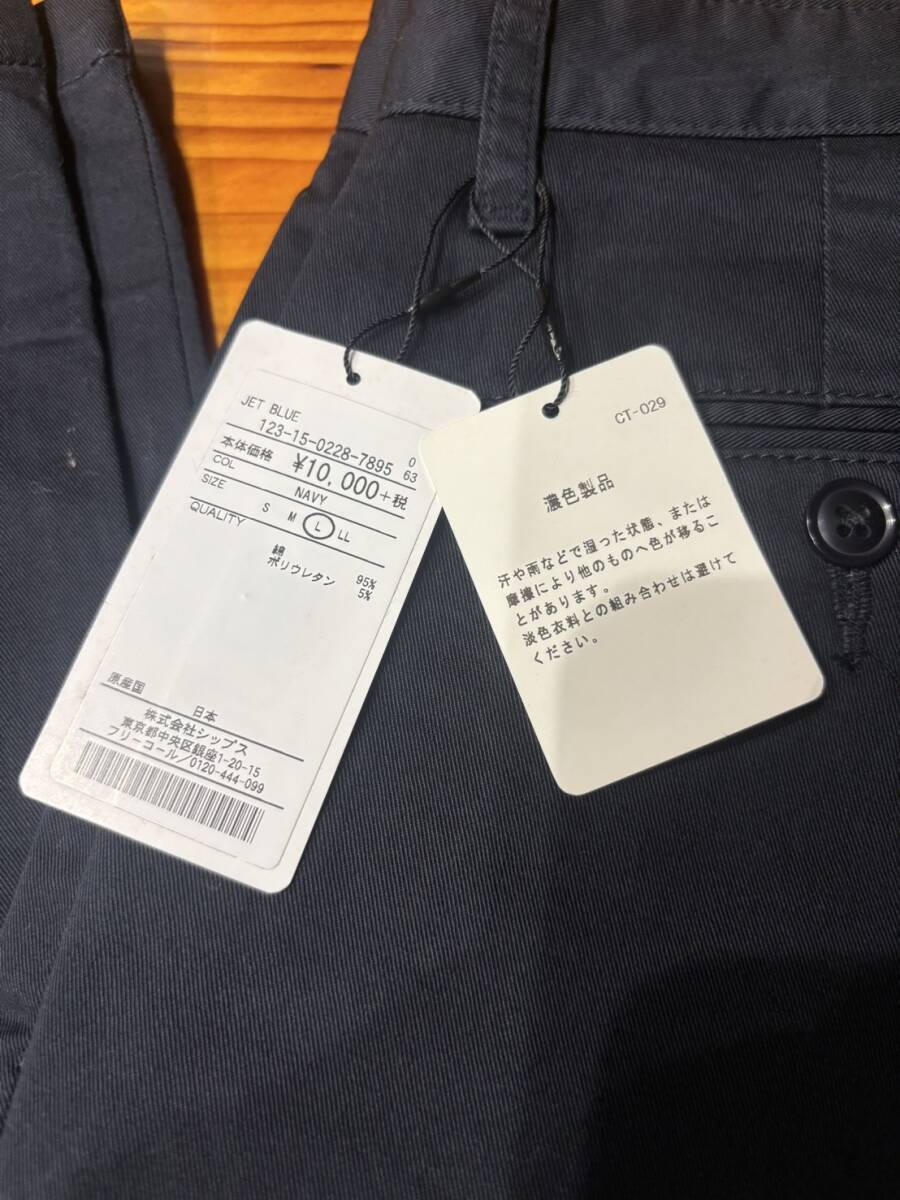 JET BLUE
123-15-0228-7895 0
63
本体価格 ¥10,000+税
COL NAVY
SIZE S M L LL
QUALITY
綿 95%
ポリウレタン 5%
原産国 日本
株式会社シップス
東京都中央区銀座1-20-15
フリーコール/0120-444-099
CT-029
濃色製品
汗や雨などで湿った状態、または
摩擦により他のものへ色が移るこ
とがあります。
淡色衣料との組み合わせは避けて
ください。